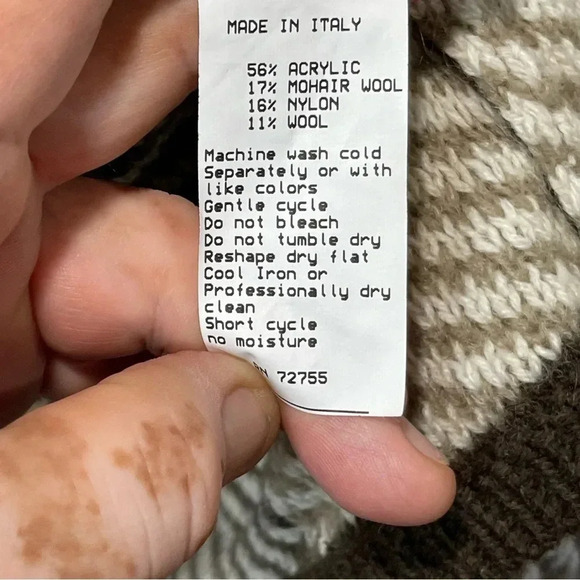 MADE IN ITALY
56% ACRYLIC
17% MOHAIR WOOL
16% NYLON
11% WOOL
Machine wash cold
Separately or with
like colors
Gentle cycle
Do not bleach
Do not tumble dry
Reshape dry flat
Cool Iron or
Professionally dry
clean
Short cycle
no moisture
72755